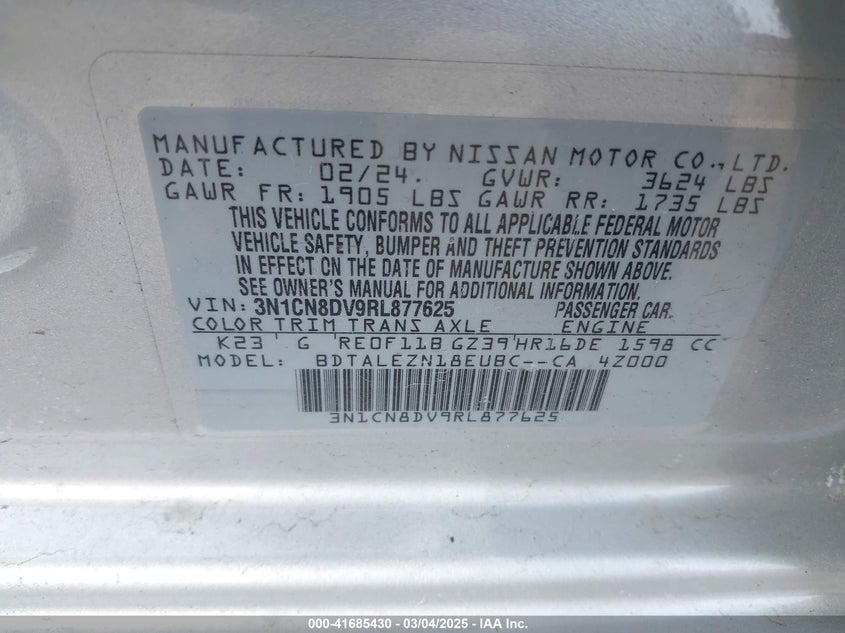 MANUFACTURED BY NISSAN MOTOR CO., LTD.
DATE: 02/24. GVWR: 3624 LBS
GAWR FR: 1905 LBS GAWR RR: 1735 LBS
THIS VEHICLE CONFORMS TO ALL APPLICABLE FEDERAL MOTOR
VEHICLE SAFETY, BUMPER AND THEFT PREVENTION STANDARDS
IN EFFECT ON THE DATE OF MANUFACTURE SHOWN ABOVE.
SEE OWNER'S MANUAL FOR ADDITIONAL INFORMATION.
VIN: 3N1CN8DV9RL877625 PASSENGER CAR.
COLOR TRIM TRANS AXLE ENGINE
K23 G RE0F11B GZ39 HR16DE 1598 CC
MODEL: BDTALEZN18EUBC--CA 4Z000
3N1CN8DV9RL877625
000-41685430 - 03/04/2025 - IAA Inc.